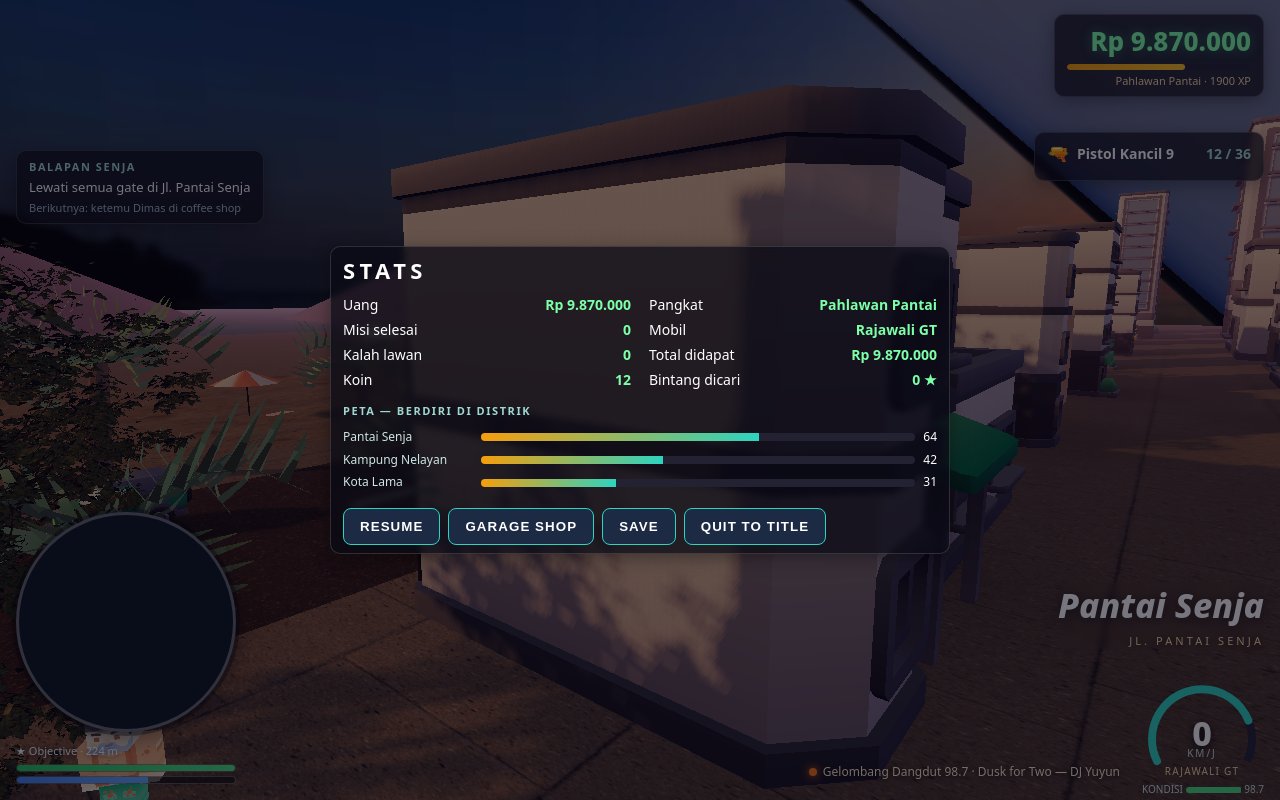 Rp 9.870.000
Pahlawan Pantai · 1900 XP
BALAPAN SENJA
Lewati semua gate di Jl. Pantai Senja
Berikutnya: ketemu Dimas di coffee shop
Pistol Kancil 9 12 / 36
STATS
Uang Rp 9.870.000 Pangkat Pahlawan Pantai
Misi selesai 0 Mobil Rajawali GT
Kalah lawan 0 Total didapat Rp 9.870.000
Koin 12 Bintang dicari 0 ★
PETA — BERDIRI DI DISTRIK
Pantai Senja 64
Kampung Nelayan 42
Kota Lama 31
RESUME GARAGE SHOP SAVE QUIT TO TITLE
Pantai Senja
JL. PANTAI SENJA
0
KM/J
RAJAWALI GT
KONDISI 98.7
★ Objective · 224 m
Gelombang Dangdut 98.7 · Dusk for Two — DJ Yuyun